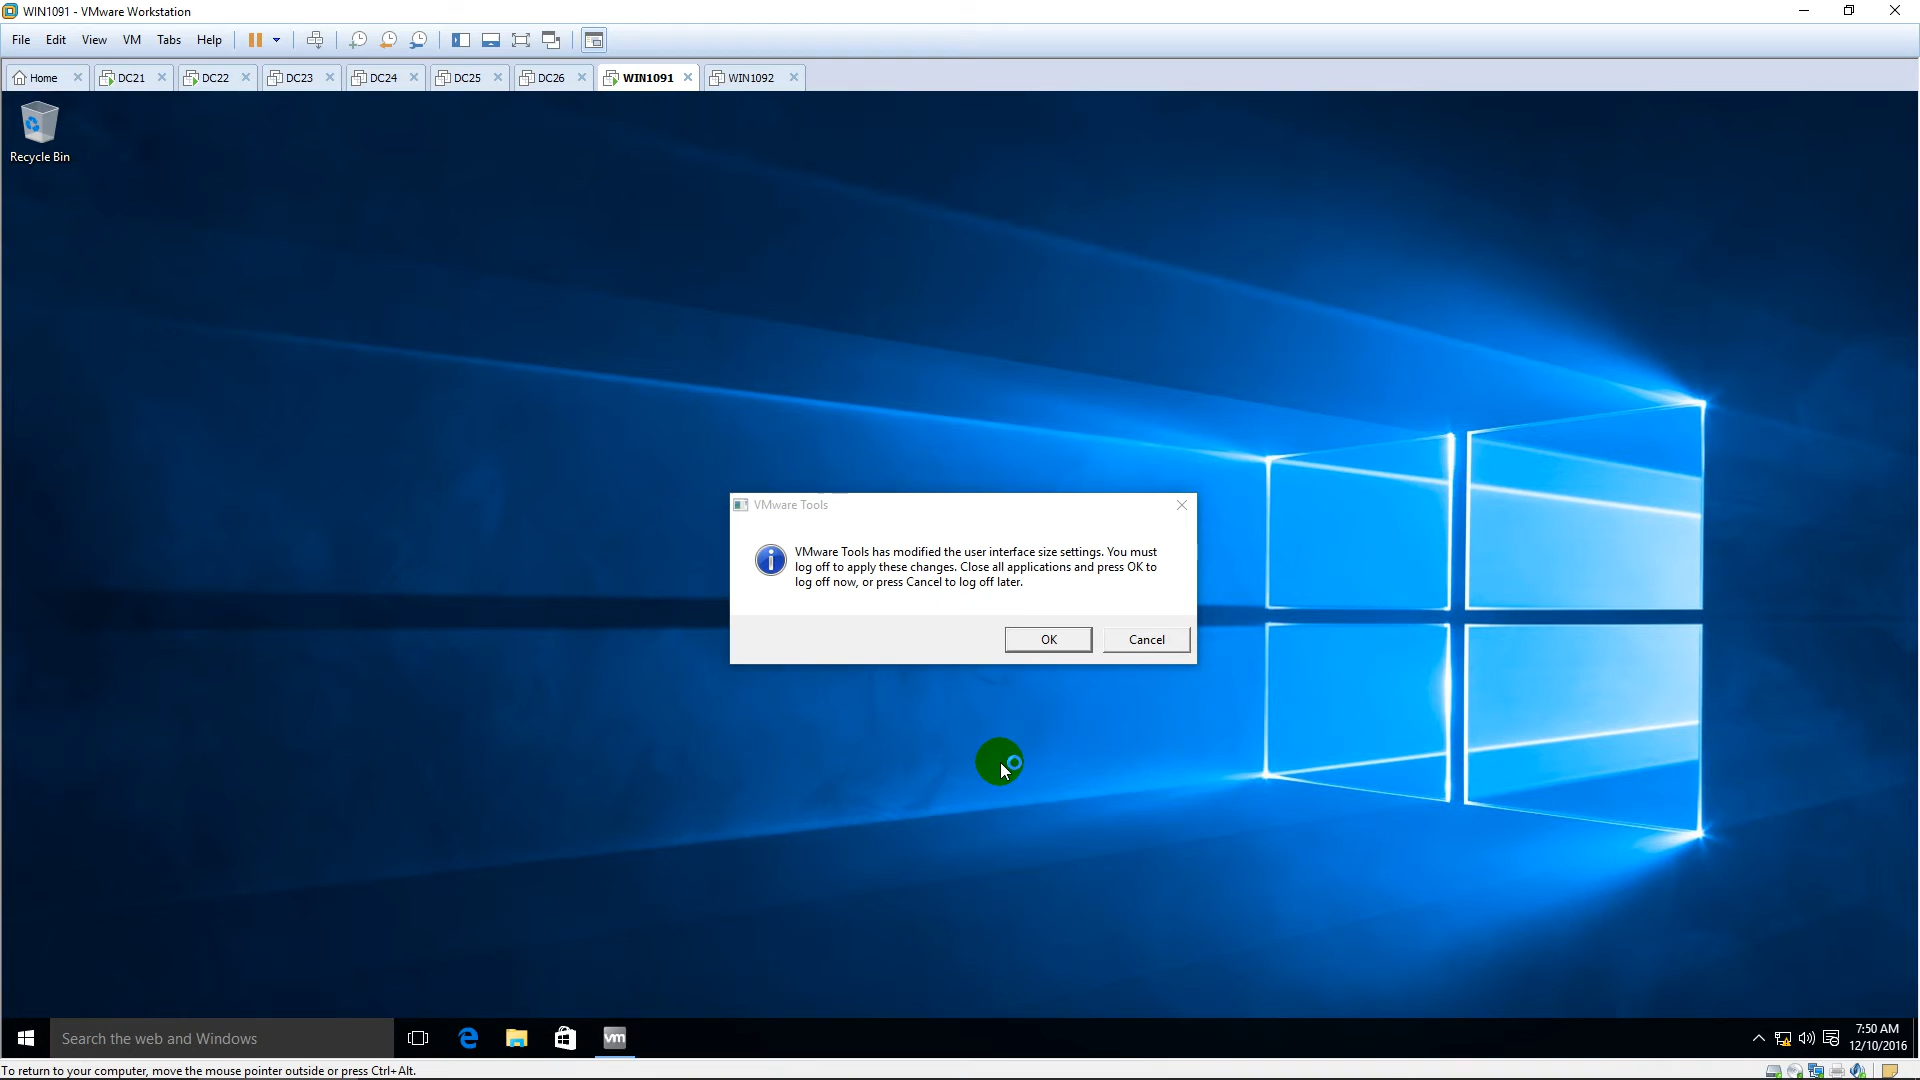 WIN1091 - VMware Workstation
File Edit View VM Tabs Help
Home DC21 DC22 DC23 DC24 DC25 DC26 WIN1091 WIN1092
Recycle Bin
VMware Tools
VMware Tools has modified the user interface size settings. You must
log off to apply these changes. Close all applications and press OK to
log off now, or press Cancel to log off later.
OK Cancel
Search the web and Windows
vm
7:50 AM
12/10/2016
To return to your computer, move the mouse pointer outside or press Ctrl+Alt.